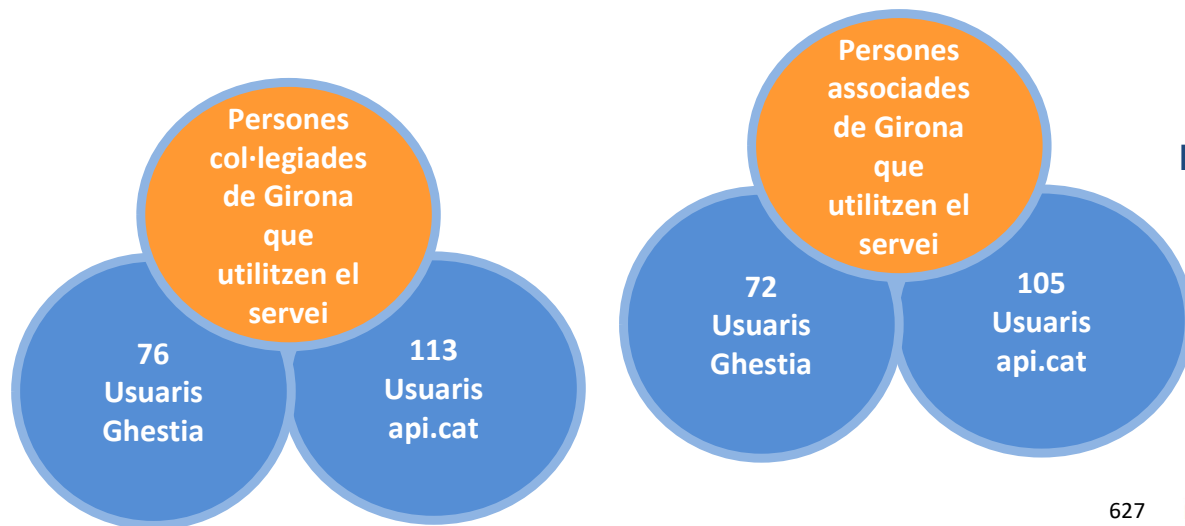 Persones
col·legiades
de Girona
que
utilitzen el
servei
76
Usuaris
Ghestia
113
Usuaris
api.cat
Persones
associades
de Girona
que
utilitzen el
servei
72
Usuaris
Ghestia
105
Usuaris
api.cat
627